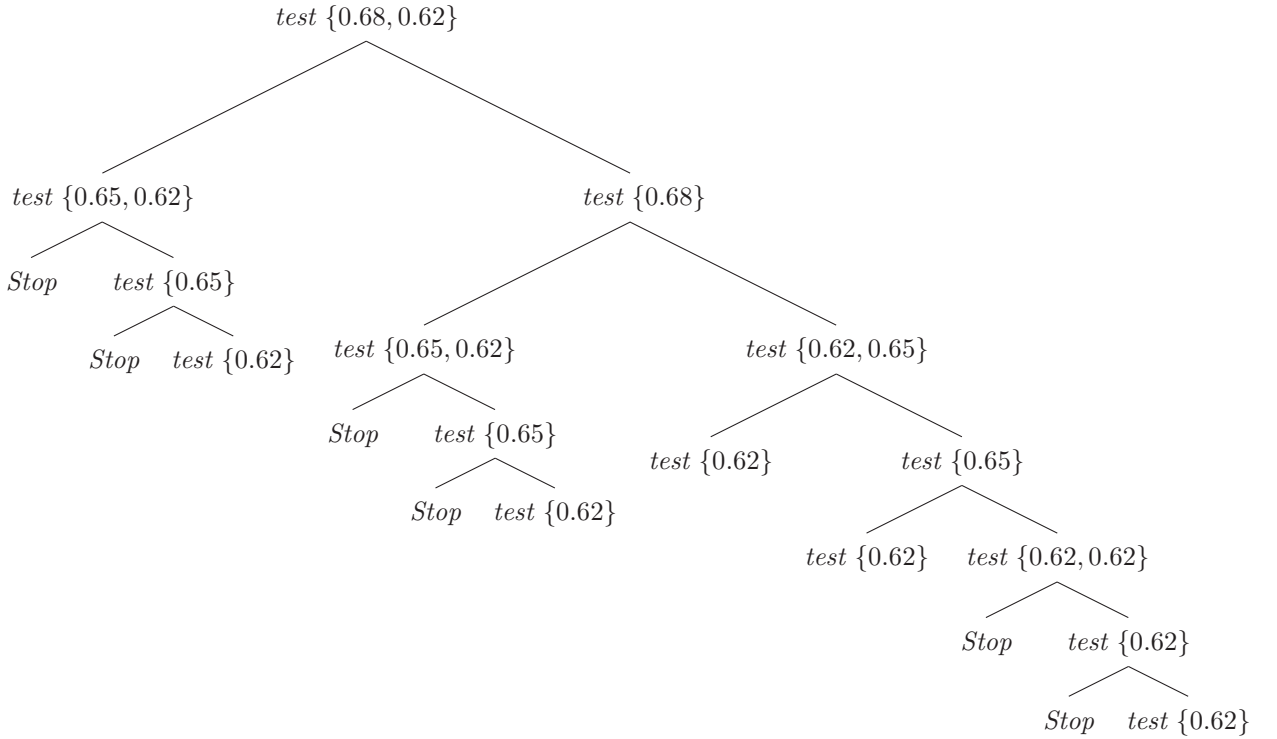 test {0.68, 0.62}
test {0.65, 0.62} test {0.68}
Stop test {0.65}
Stop test {0.62} test {0.65, 0.62} test {0.62, 0.65}
Stop test {0.65} test {0.62} test {0.65}
Stop test {0.62}
test {0.62} test {0.62, 0.62}
Stop test {0.62}
Stop test {0.62}